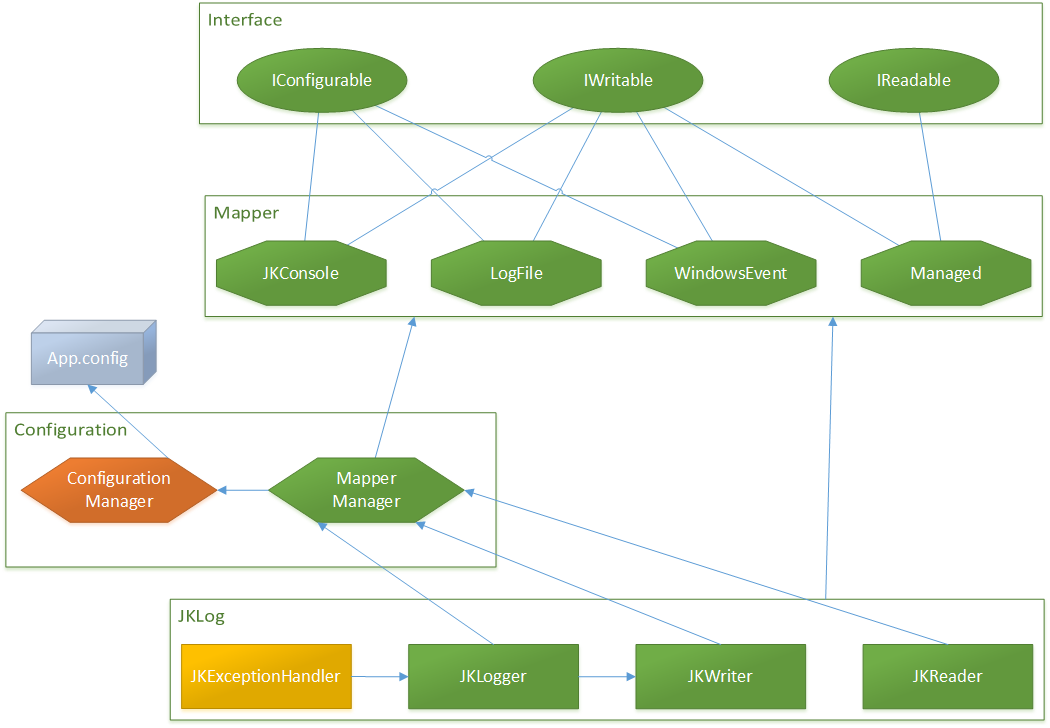 Interface
IConfigurable
IWritable
IReadable
Mapper
JKConsole
LogFile
WindowsEvent
Managed
App.config
Configuration
Configuration
Manager
Mapper
Manager
JKLog
JKExceptionHandler
JKLogger
JKWriter
JKReader